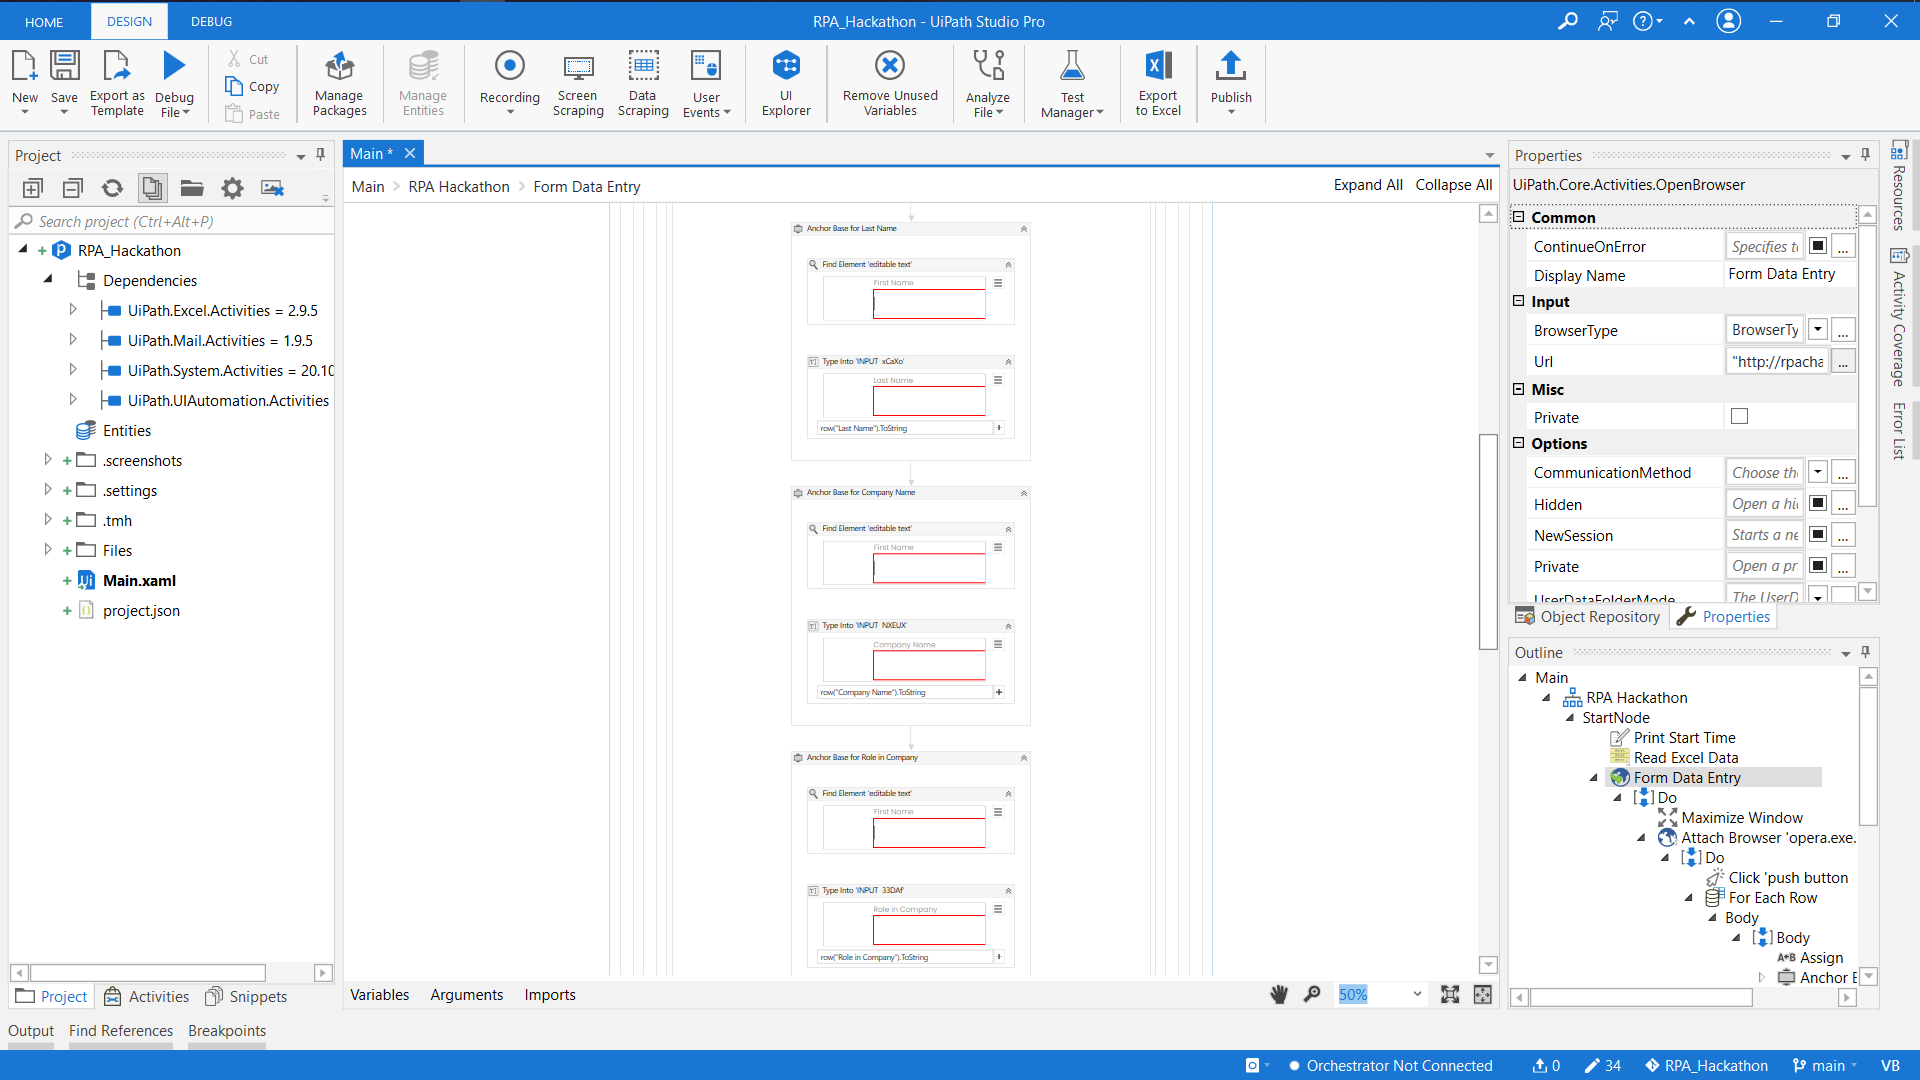 HOME DESIGN DEBUG
RPA_Hackathon - UiPath Studio Pro
New
Save
Export as Template
Debug File
Cut
Copy
Paste
Manage Packages
Manage Entities
Recording
Screen Scraping
Data Scraping
User Events
UI Explorer
Remove Unused Variables
Analyze File
Test Manager
Export to Excel
Publish
Project
Search project (Ctrl+Alt+P)
RPA_Hackathon
Dependencies
UiPath.Excel.Activities = 2.9.5
UiPath.Mail.Activities = 1.9.5
UiPath.System.Activities = 20.10
UiPath.UIAutomation.Activities
Entities
.screenshots
.settings
.tmh
Files
Main.xaml
project.json
Project Activities Snippets
Main *
Main > RPA Hackathon > Form Data Entry
Expand All Collapse All
Anchor Base for Last Name
Find Element 'editable text'
First Name
Type Into 'INPUT xCaXo'
Last Name
row("Last Name").ToString
Anchor Base for Company Name
Find Element 'editable text'
First Name
Type Into 'INPUT NXEUX'
Company Name
row("Company Name").ToString
Anchor Base for Role in Company
Find Element 'editable text'
First Name
Type Into 'INPUT 33DAf'
Role in Company
row("Role in Company").ToString
Variables Arguments Imports
50%
Properties
UiPath.Core.Activities.OpenBrowser
Common
ContinueOnError Specifies t ...
Display Name Form Data Entry
Input
BrowserType BrowserTy ...
Url "http://rpacha ...
Misc
Private
Options
CommunicationMethod Choose the ...
Hidden Open a hi ...
NewSession Starts a ne ...
Private Open a pr ...
UserDataFolderMode The UserD
Object Repository Properties
Outline
Main
RPA Hackathon
StartNode
Print Start Time
Read Excel Data
Form Data Entry
Do
Maximize Window
Attach Browser 'opera.exe.
Do
Click 'push button
For Each Row
Body
Body
A+B Assign
Anchor E
Resources
Activity Coverage
Error List
Output Find References Breakpoints
Orchestrator Not Connected
0
34
RPA_Hackathon
main
VB